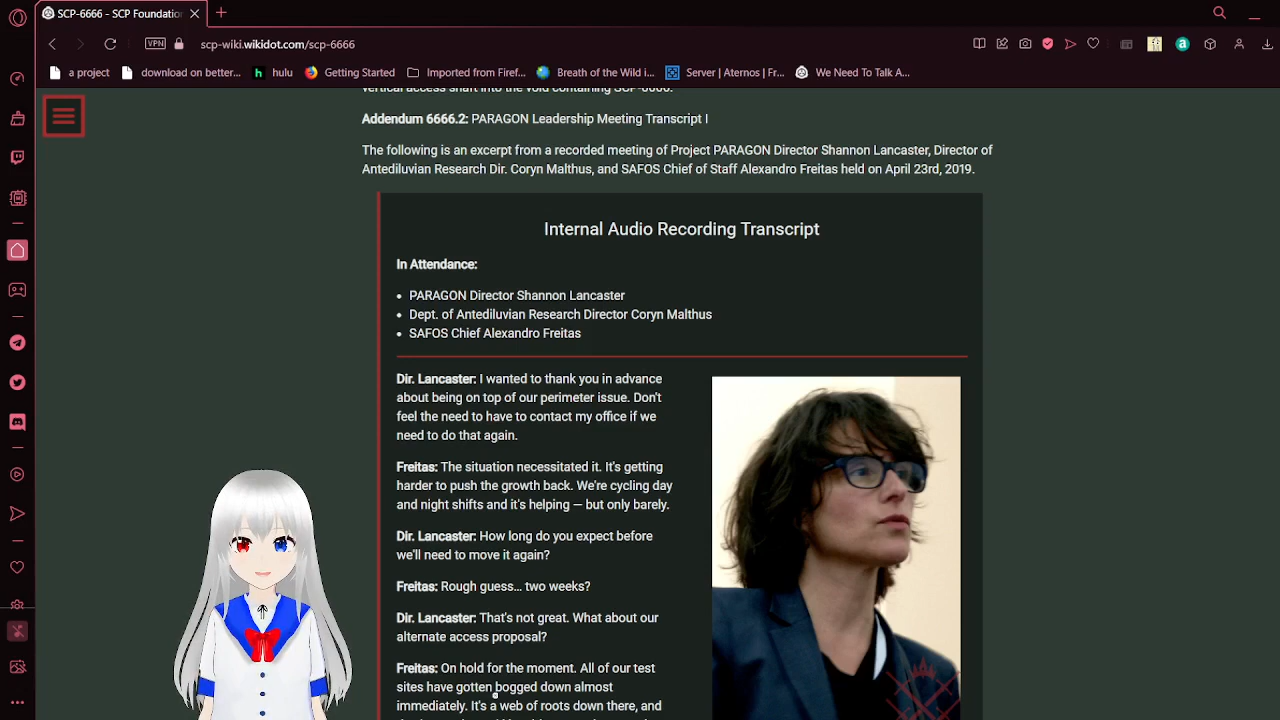 SCP-6666 - SCP Foundation
scp-wiki.wikidot.com/scp-6666
VPN
a project
download on better...
hulu
Getting Started
Imported from Firef...
Breath of the Wild i...
Server | Aternos | Fr...
We Need To Talk A...
vertical access shaft into the void containing SCP-6666.
Addendum 6666.2: PARAGON Leadership Meeting Transcript I
The following is an excerpt from a recorded meeting of Project PARAGON Director Shannon Lancaster, Director of
Antediluvian Research Dir. Coryn Malthus, and SAFOS Chief of Staff Alexandro Freitas held on April 23rd, 2019.
Internal Audio Recording Transcript
In Attendance:
• PARAGON Director Shannon Lancaster
• Dept. of Antediluvian Research Director Coryn Malthus
• SAFOS Chief Alexandro Freitas
Dir. Lancaster: I wanted to thank you in advance
about being on top of our perimeter issue. Don't
feel the need to have to contact my office if we
need to do that again.
Freitas: The situation necessitated it. It's getting
harder to push the growth back. We're cycling day
and night shifts and it's helping — but only barely.
Dir. Lancaster: How long do you expect before
we'll need to move it again?
Freitas: Rough guess... two weeks?
Dir. Lancaster: That's not great. What about our
alternate access proposal?
Freitas: On hold for the moment. All of our test
sites have gotten bogged down almost
immediately. It's a web of roots down there, and